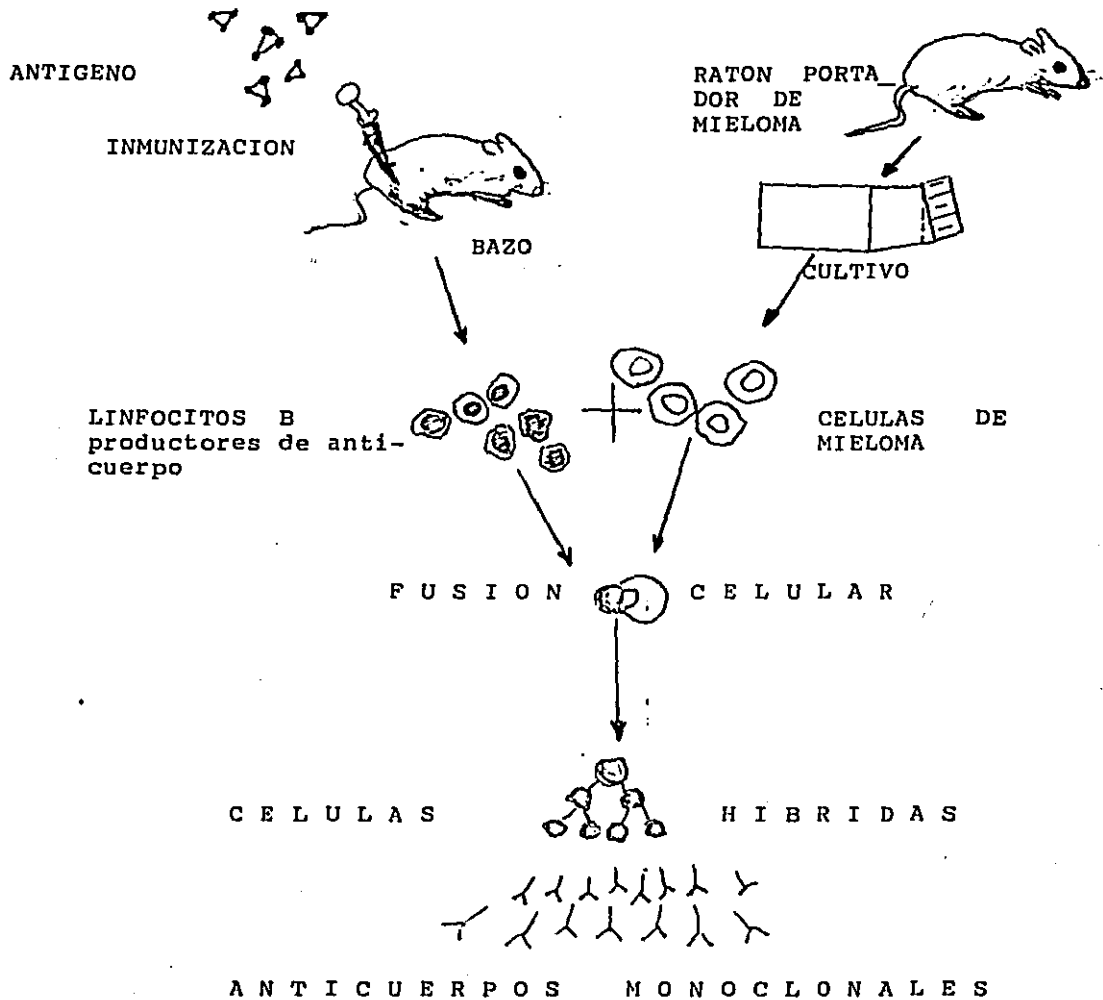 ANTIGENO
RATON PORTA_
DOR DE
MIELOMA
INMUNIZACION
BAZO
CULTIVO
LINFOCITOS B
productores de anti-
cuerpo
CELULAS DE
MIELOMA
FUSION CELULAR
CELULAS HIBRIDAS
ANTICUERPOS MONOCLONALES